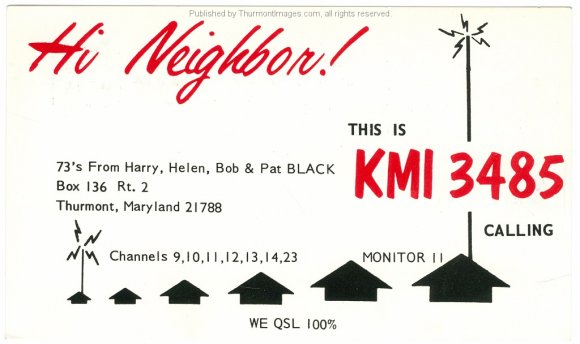 Published by ThurmontImages.com, all rights reserved.
Hi Neighbor!
THIS IS
KMI 3485
CALLING
73's From Harry, Helen, Bob & Pat BLACK
Box 136 Rt. 2
Thurmont, Maryland 21788
Channels 9,10,11,12,13,14,23 MONITOR 11
WE QSL 100%